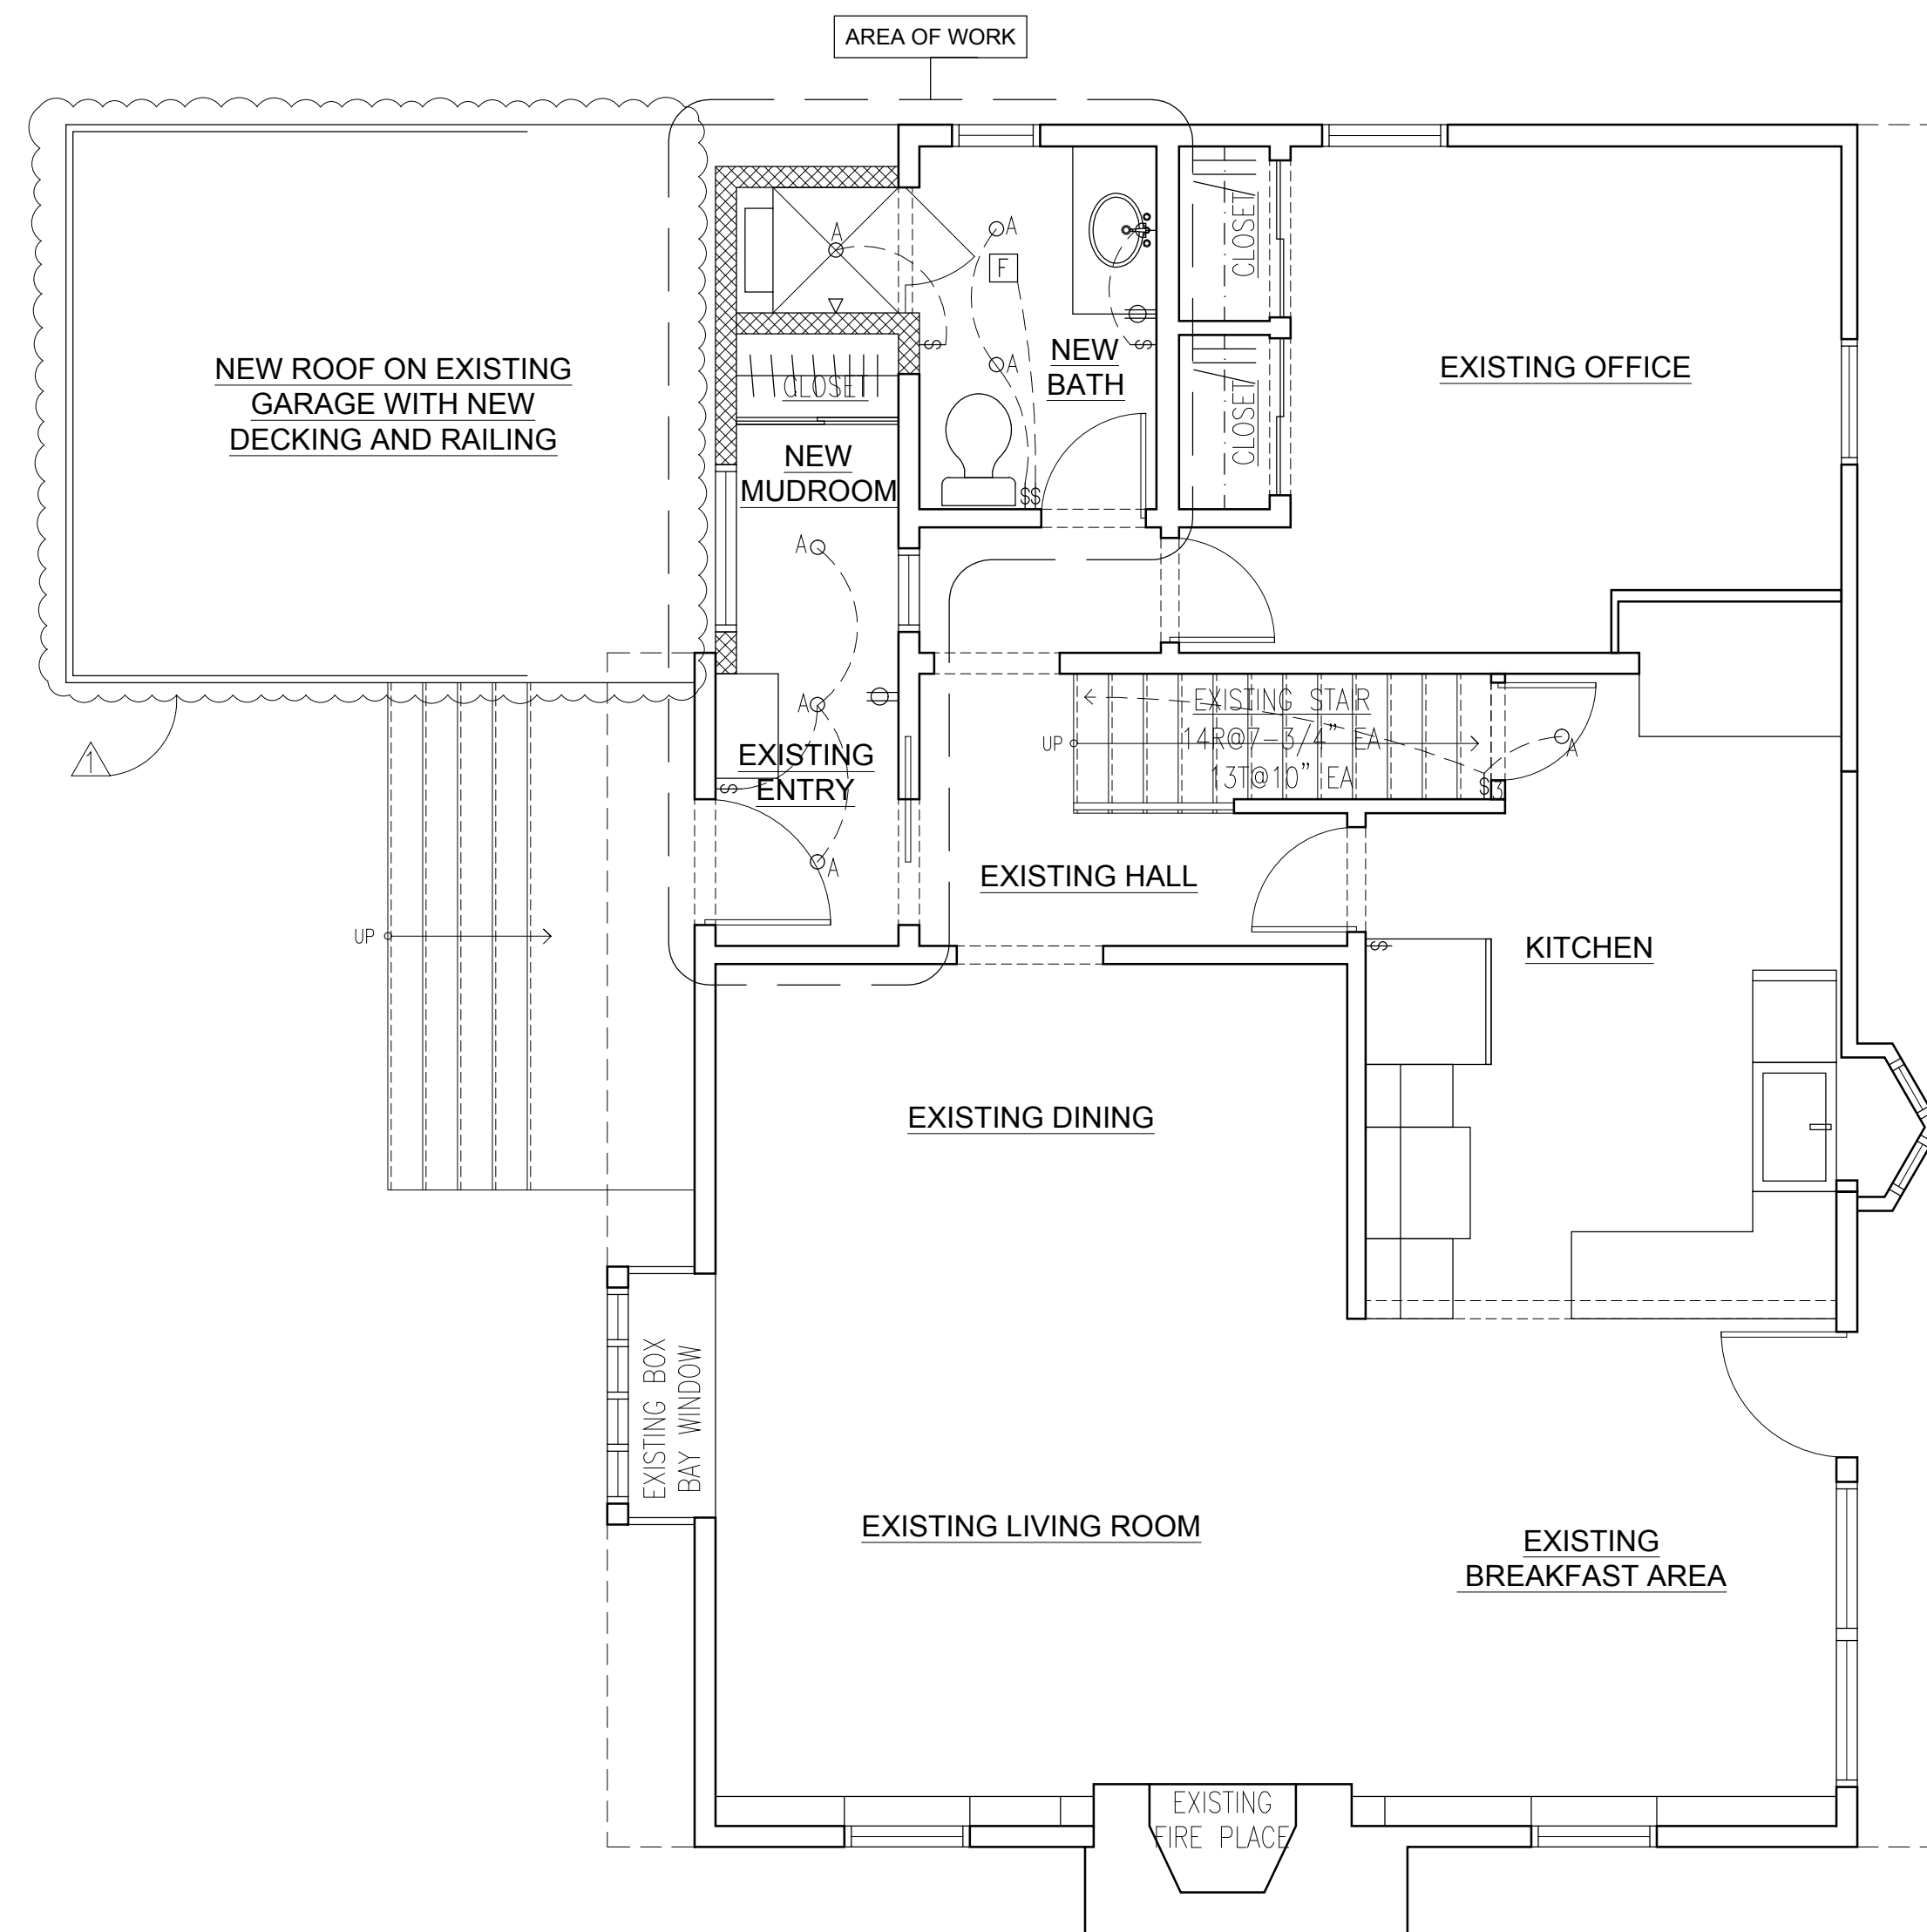 AREA OF WORK
NEW ROOF ON EXISTING
GARAGE WITH NEW
DECKING AND RAILING
A
A
F
A
S
S
NEW
BATH
CLOSET
CLOSET
CLOSET
EXISTING OFFICE
NEW
MUDROOM
SS
A
A
EXISTING
ENTRY
S
A
1
UP
UP
EXISTING STAIR
14R@7-3/4" EA
13T@10" EA
S3
A
EXISTING HALL
S
KITCHEN
EXISTING DINING
EXISTING BOX
BAY WINDOW
EXISTING LIVING ROOM
EXISTING
BREAKFAST AREA
EXISTING
FIRE PLACE